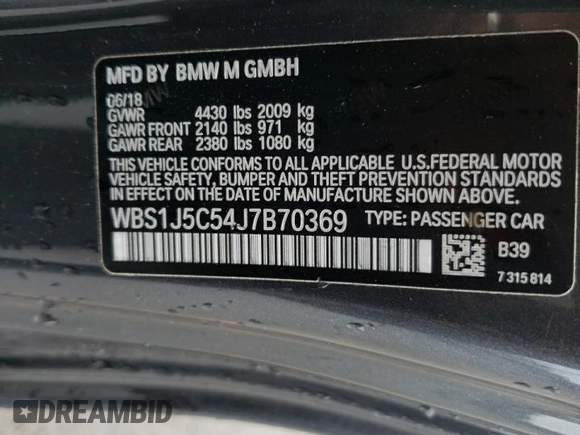 MFD BY BMW M GMBH
06/18
GVWR 4430 lbs 2009 kg
GAWR FRONT 2140 lbs 971 kg
GAWR REAR 2380 lbs 1080 kg
THIS VEHICLE CONFORMS TO ALL APPLICABLE U.S.FEDERAL MOTOR
VEHICLE SAFETY, BUMPER AND THEFT PREVENTION STANDARDS
IN EFFECT ON THE DATE OF MANUFACTURE SHOWN ABOVE.
WBS1J5C54J7B70369 TYPE: PASSENGER CAR
B39
7 315 814
DREAMBID